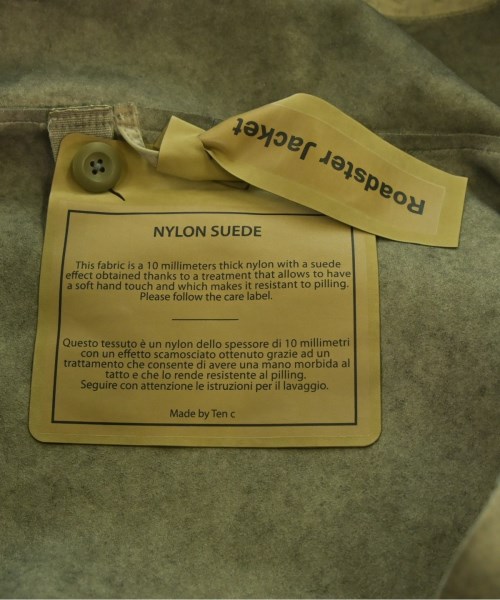 Roadster Jacket
NYLON SUEDE
This fabric is a 10 millimeters thick nylon with a suede
effect obtained thanks to a treatment that allows to have
a soft hand touch and which makes it resistant to pilling.
Please follow the care label.
Questo tessuto è un nylon dello spessore di 10 millimetri
con un effetto scamosciato ottenuto grazie ad un
trattamento che consente di avere una mano morbida al
tatto e che lo rende resistente al pilling.
Seguire con attenzione le istruzioni per il lavaggio.
Made by Ten c